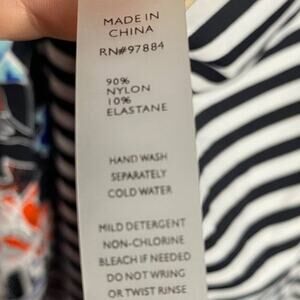 MADE IN
CHINA
RN#97884
90%
NYLON
10%
ELASTANE
HAND WASH
SEPARATELY
COLD WATER
MILD DETERGENT
NON-CHLORINE
BLEACH IF NEEDED
DO NOT WRING
OR TWIST RINSE